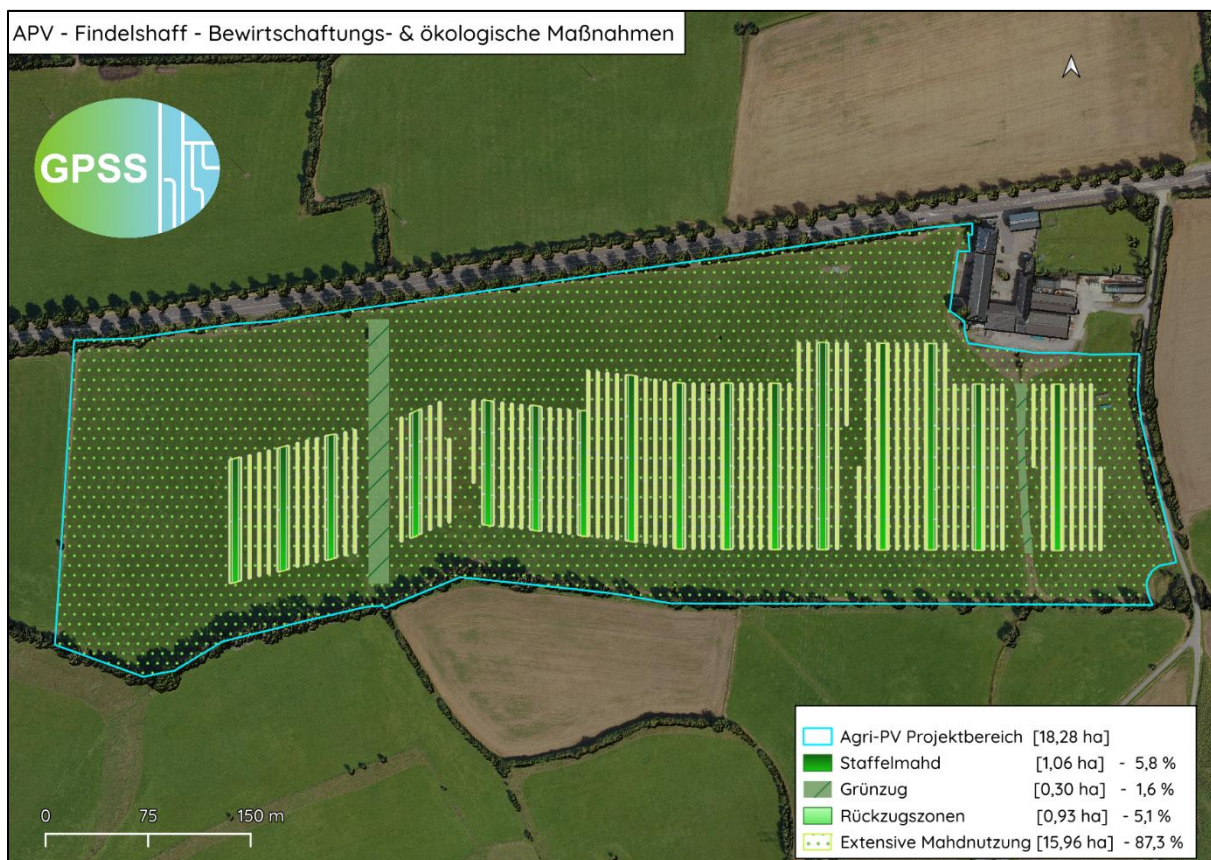 APV - Findelshaff - Bewirtschaftungs- & ökologische Maßnahmen
GPSS
Agri-PV Projektbereich [18,28 ha]
Staffelmahd [1,06 ha] - 5,8 %
Grünzug [0,30 ha] - 1,6 %
Rückzugszonen [0,93 ha] - 5,1 %
Extensive Mahdnutzung [15,96 ha] - 87,3 %
0 75 150 m